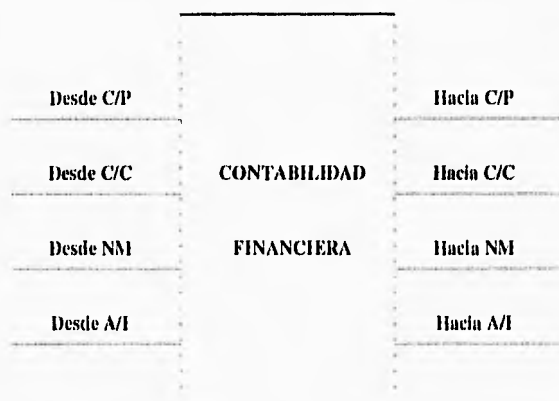 Desde C/P
Hacia C/P
Desde C/C
CONTABILIDAD
Hacia C/C
Desde NM
FINANCIERA
Hacia NM
Desde A/I
Hacia A/I